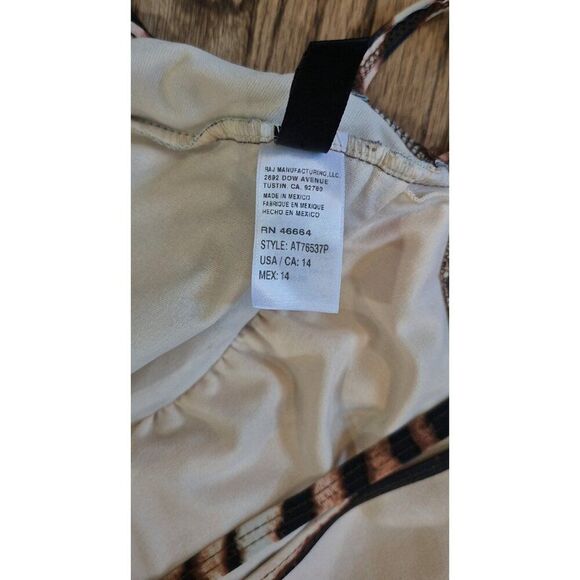 RAJ MANUFACTURING, LLC.
2692 DOW AVENUE
TUSTIN, CA. 92780
MADE IN MEXICO
FABRIQUE EN MEXIQUE
HECHO EN MEXICO
RN 46664
STYLE: AT76537P
USA / CA: 14
MEX: 14